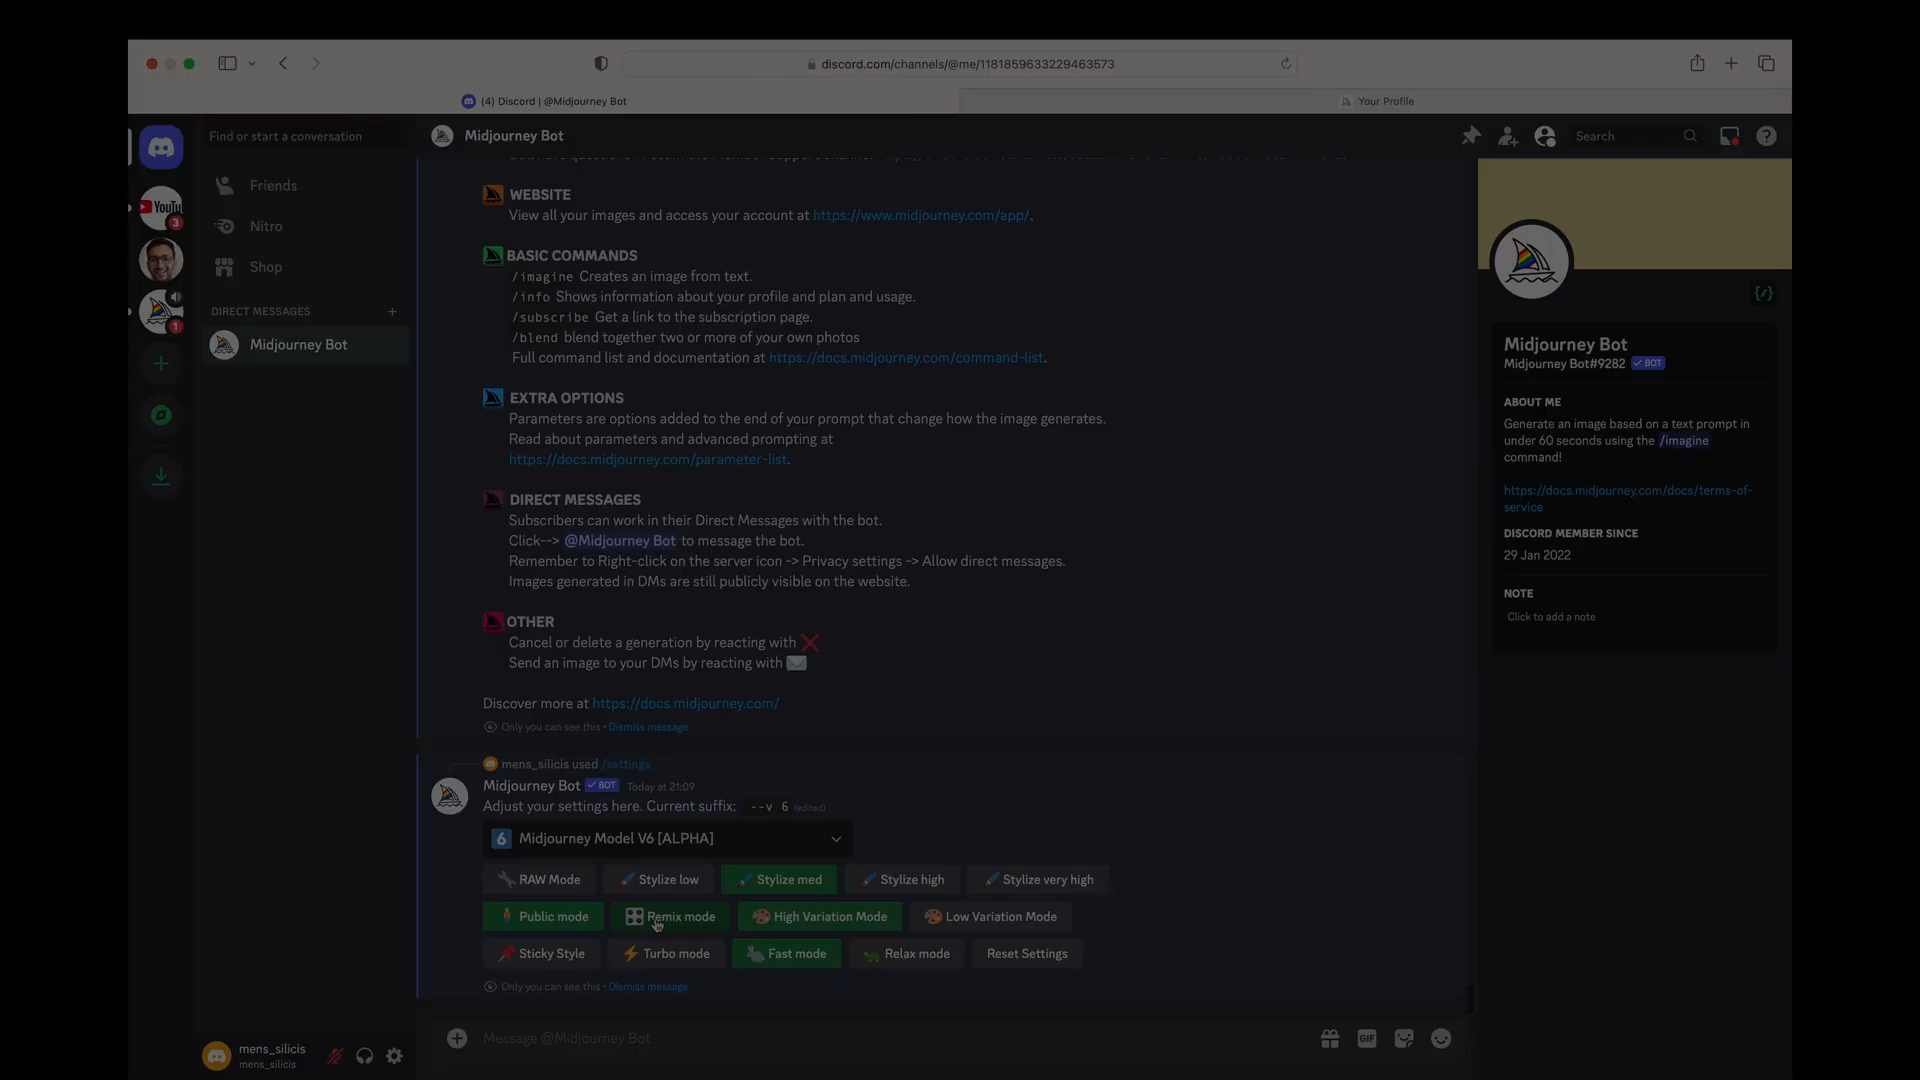 discord.com/channels/@me/1181859633229463573
(4) Discord | @Midjourney Bot
Your Profile
Find or start a conversation
Midjourney Bot
Search
Friends
Nitro
Shop
DIRECT MESSAGES
Midjourney Bot
YouTu
3
1
WEBSITE
View all your images and access your account at https://www.midjourney.com/app/.
BASIC COMMANDS
/imagine Creates an image from text.
/info Shows information about your profile and plan and usage.
/subscribe Get a link to the subscription page.
/blend blend together two or more of your own photos
Full command list and documentation at https://docs.midjourney.com/command-list.
EXTRA OPTIONS
Parameters are options added to the end of your prompt that change how the image generates.
Read about parameters and advanced prompting at
https://docs.midjourney.com/parameter-list.
DIRECT MESSAGES
Subscribers can work in their Direct Messages with the bot.
Click--> @Midjourney Bot to message the bot.
Remember to Right-click on the server icon -> Privacy settings -> Allow direct messages.
Images generated in DMs are still publicly visible on the website.
OTHER
Cancel or delete a generation by reacting with
Send an image to your DMs by reacting with
Discover more at https://docs.midjourney.com/
Only you can see this • Dismiss message
mens_silicis used /settings
Midjourney Bot BOT Today at 21:09
Adjust your settings here. Current suffix: --v 6 (edited)
6 Midjourney Model V6 [ALPHA]
RAW Mode Stylize low Stylize med Stylize high Stylize very high
Public mode Remix mode High Variation Mode Low Variation Mode
Sticky Style Turbo mode Fast mode Relax mode Reset Settings
Only you can see this • Dismiss message
Message @Midjourney Bot
GIF
mens_silicis
mens_silicis
{/}
Midjourney Bot
Midjourney Bot#9282 BOT
ABOUT ME
Generate an image based on a text prompt in
under 60 seconds using the /imagine
command!
https://docs.midjourney.com/docs/terms-of-
service
DISCORD MEMBER SINCE
29 Jan 2022
NOTE
Click to add a note